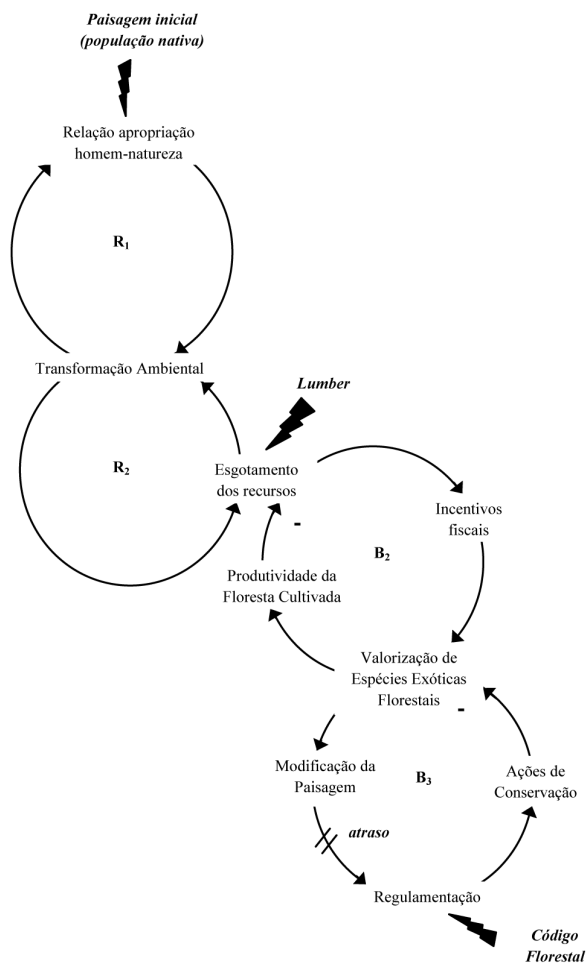 Paisagem inicial
(população nativa)
Relação apropriação
homem-natureza
R₁
Transformação Ambiental
Lumber
R₂
Esgotamento
dos recursos
Incentivos
fiscais
-
B₂
Produtividade da
Floresta Cultivada
Valorização de
Espécies Exóticas
Florestais
-
Modificação da
Paisagem
B₃
Ações de
Conservação
atraso
Regulamentação
Código
Florestal